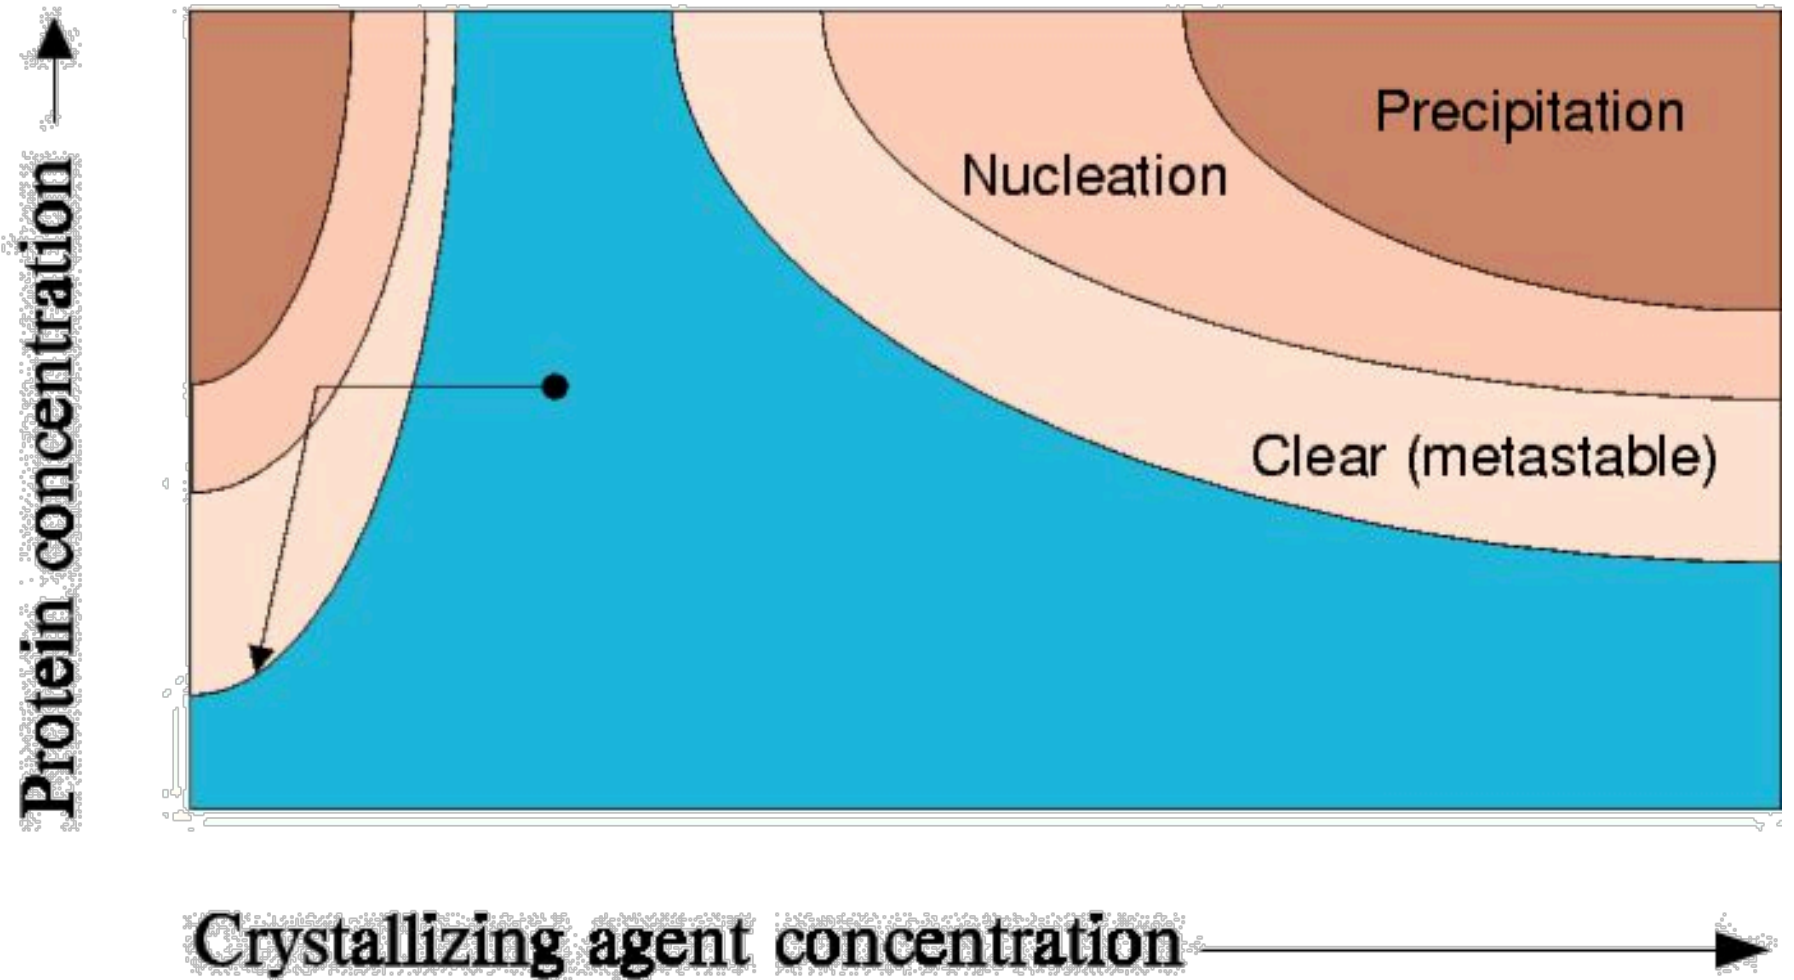 Protein concentration
Precipitation
Nucleation
Clear (metastable)
Crystallizing agent concentration